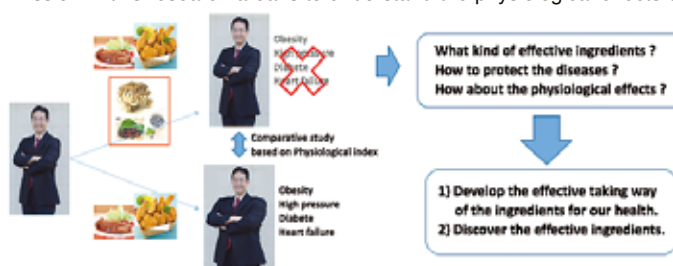 Obesity
High pressure
Diabete
Heart failure
Comparative study
based on Physiological index
Obesity
High pressure
Diabete
Heart failure
What kind of effective ingredients ?
How to protect the diseases ?
How about the physiological effects ?
1) Develop the effective taking way
of the ingredients for our health.
2) Discover the effective ingredients.